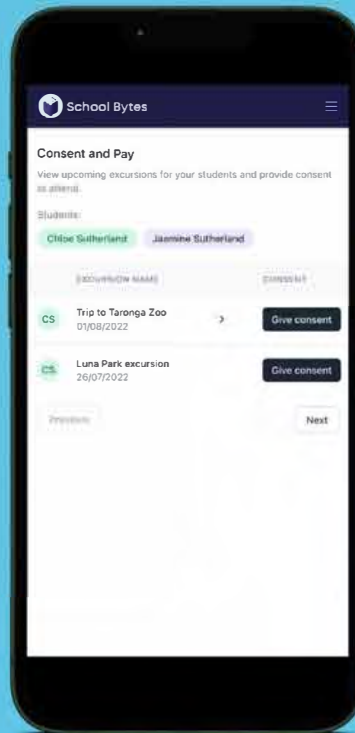 School Bytes
Consent and Pay
View upcoming excursions for your students and provide consent
to attend.
Students:
Chloe Sutherland Jasmine Sutherland
EXCURSION NAME CONSENT
CS Trip to Taronga Zoo > Give consent
01/08/2022
CS Luna Park excursion Give consent
26/07/2022
Previous Next